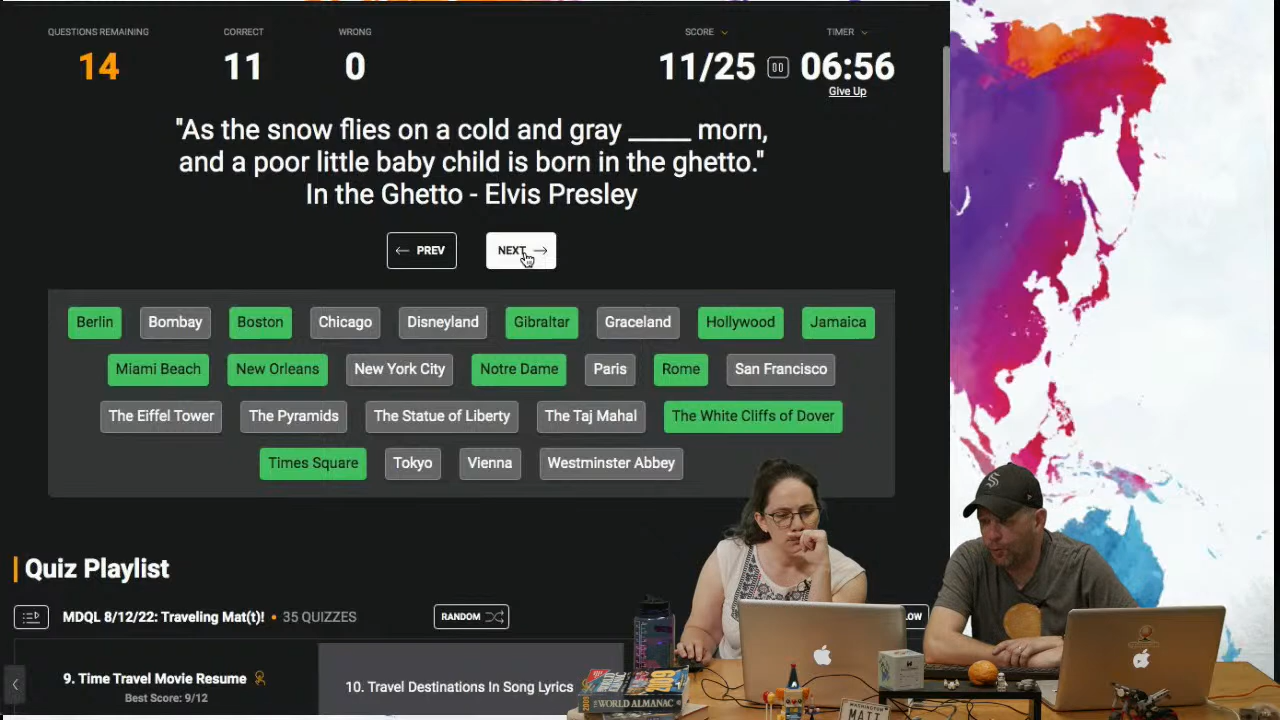 QUESTIONS REMAINING
14
CORRECT
11
WRONG
0
SCORE
11/25
TIMER
06:56
Give Up
"As the snow flies on a cold and gray _____ morn,
and a poor little baby child is born in the ghetto."
In the Ghetto - Elvis Presley
← PREV
NEXT →
Berlin Bombay Boston Chicago Disneyland Gibraltar Graceland Hollywood Jamaica
Miami Beach New Orleans New York City Notre Dame Paris Rome San Francisco
The Eiffel Tower The Pyramids The Statue of Liberty The Taj Mahal The White Cliffs of Dover
Times Square Tokyo Vienna Westminster Abbey
Quiz Playlist
MDQL 8/12/22: Traveling Mat(t)! • 35 QUIZZES
RANDOM
9. Time Travel Movie Resume
Best Score: 9/12
10. Travel Destinations In Song Lyrics
THE WORLD ALMANAC
WASHINGTON
MATT